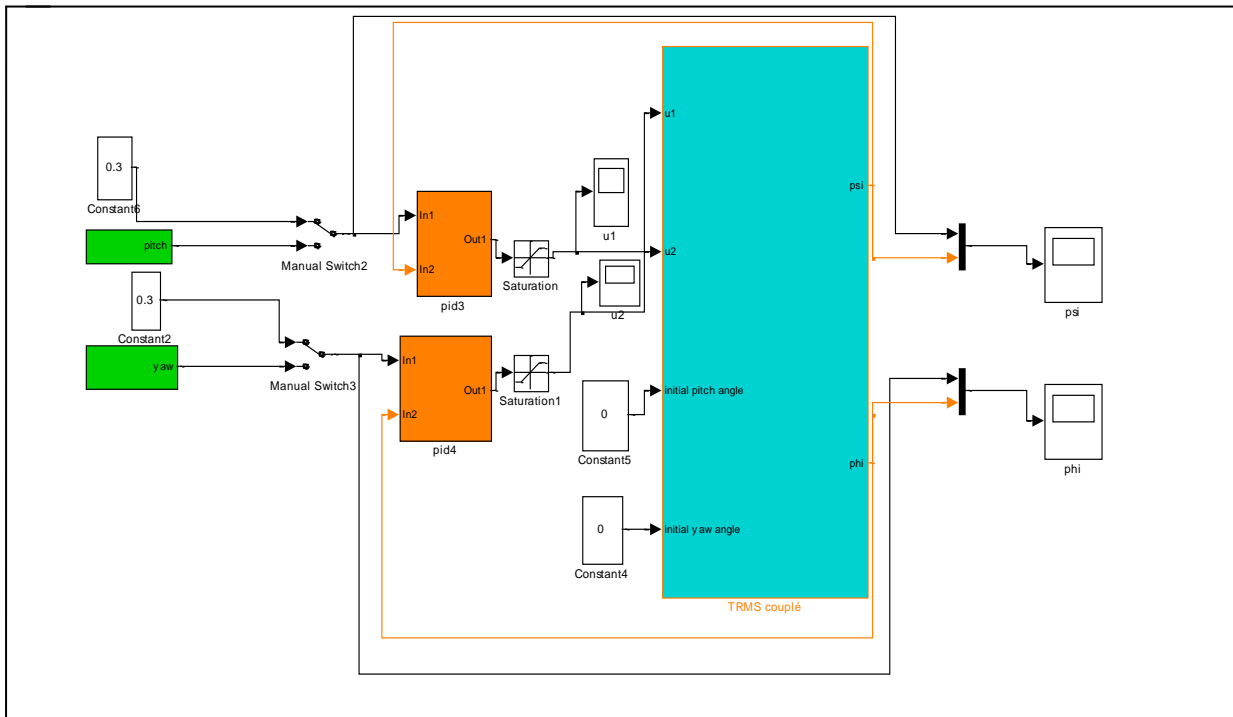 0.3
Constant6
pitch
Manual Switch2
0.3
Constant2
yaw
Manual Switch3
In1
Out1
In2
pid3
Saturation
In1
Out1
In2
pid4
Saturation1
u1
u2
u1
u2
psi
initial pitch angle
phi
initial yaw angle
TRMS couplé
0
Constant5
0
Constant4
psi
phi